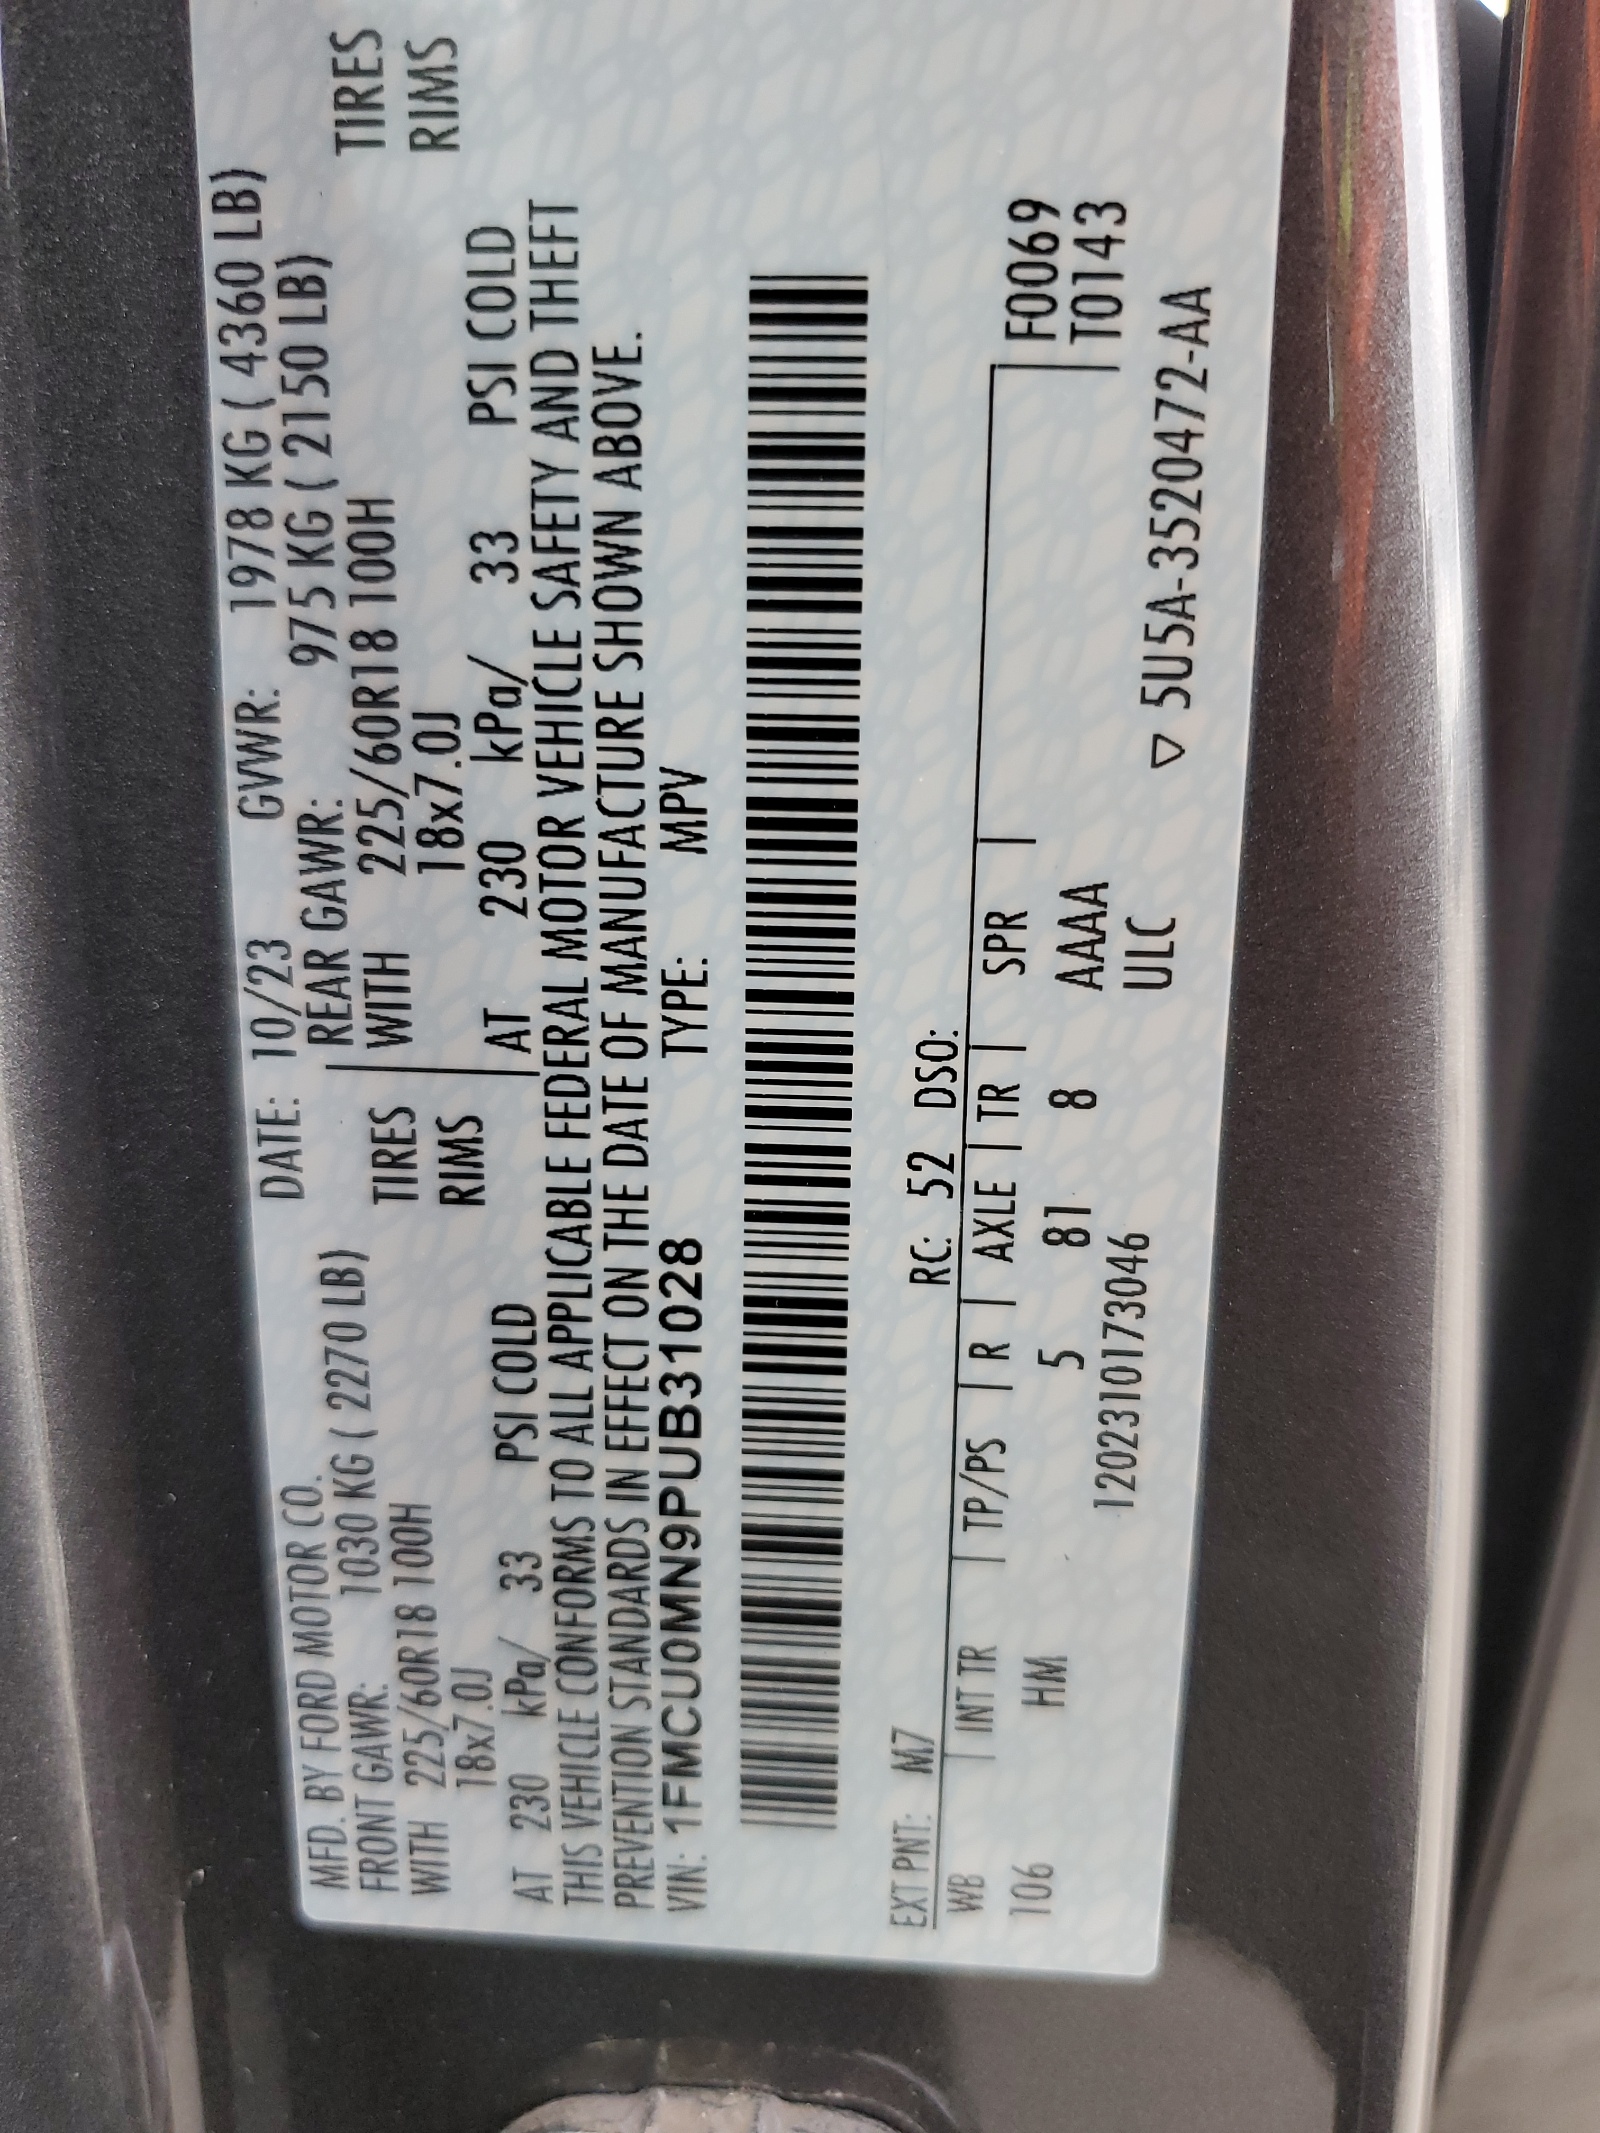 MFD. BY FORD MOTOR CO. DATE: 10/23 GVWR: 1978 KG ( 4360 LB)
FRONT GAWR: 1030 KG ( 2270 LB) REAR GAWR: 975 KG ( 2150 LB)
WITH 225/60R18 100H TIRES WITH 225/60R18 100H TIRES
18x7.0J RIMS 18x7.0J RIMS
AT 230 kPa/ 33 PSI COLD AT 230 kPa/ 33 PSI COLD
THIS VEHICLE CONFORMS TO ALL APPLICABLE FEDERAL MOTOR VEHICLE SAFETY AND THEFT
PREVENTION STANDARDS IN EFFECT ON THE DATE OF MANUFACTURE SHOWN ABOVE.
VIN: 1FMCU0MN9PUB31028 TYPE: MPV
EXT PNT: M7 RC: 52 DSO:
WB | INT TR | TP/PS | R | AXLE | TR | SPR | F0069
106 HM 5 81 8 AAAA T0143
1202310173046 ULC
▽ 5U5A-3520472-AA